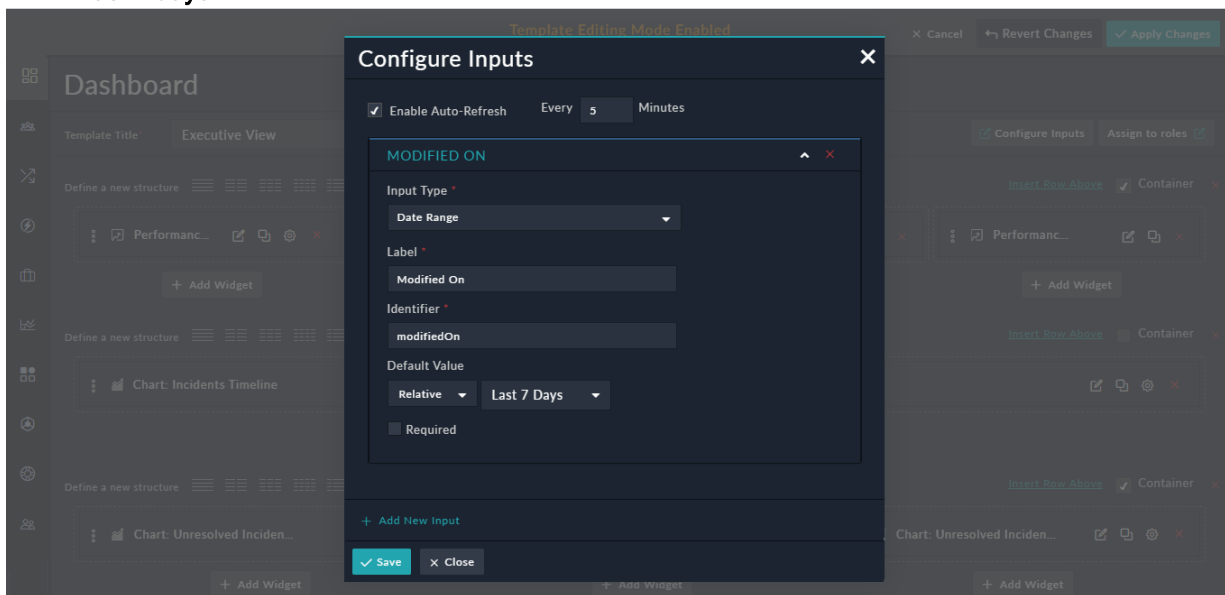 Template Editing Mode Enabled
Cancel Revert Changes Apply Changes
Configure Inputs
Dashboard
Enable Auto-Refresh Every 5 Minutes
Template Title* Executive View
Configure Inputs Assign to roles
MODIFIED ON
Define a new structure Insert Row Above Container
Input Type *
Date Range
Performanc... Performanc...
Label *
Modified On
+ Add Widget + Add Widget
Identifier *
modifiedOn
Define a new structure Insert Row Above Container
Default Value
Relative Last 7 Days
Chart: Incidents Timeline
Required
Define a new structure Insert Row Above Container
+ Add New Input
Chart: Unresolved Inciden... Chart: Unresolved Inciden...
Save Close
+ Add Widget + Add Widget + Add Widget